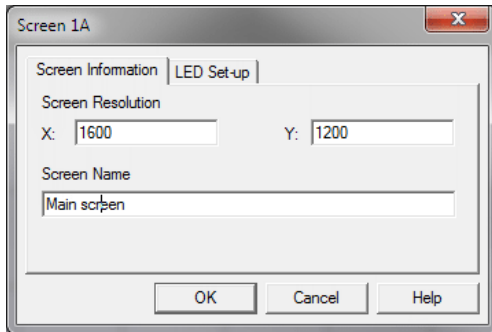 Screen 1A
Screen Information LED Set-up
Screen Resolution
X: 1600 Y: 1200
Screen Name
Main screen
OK Cancel Help